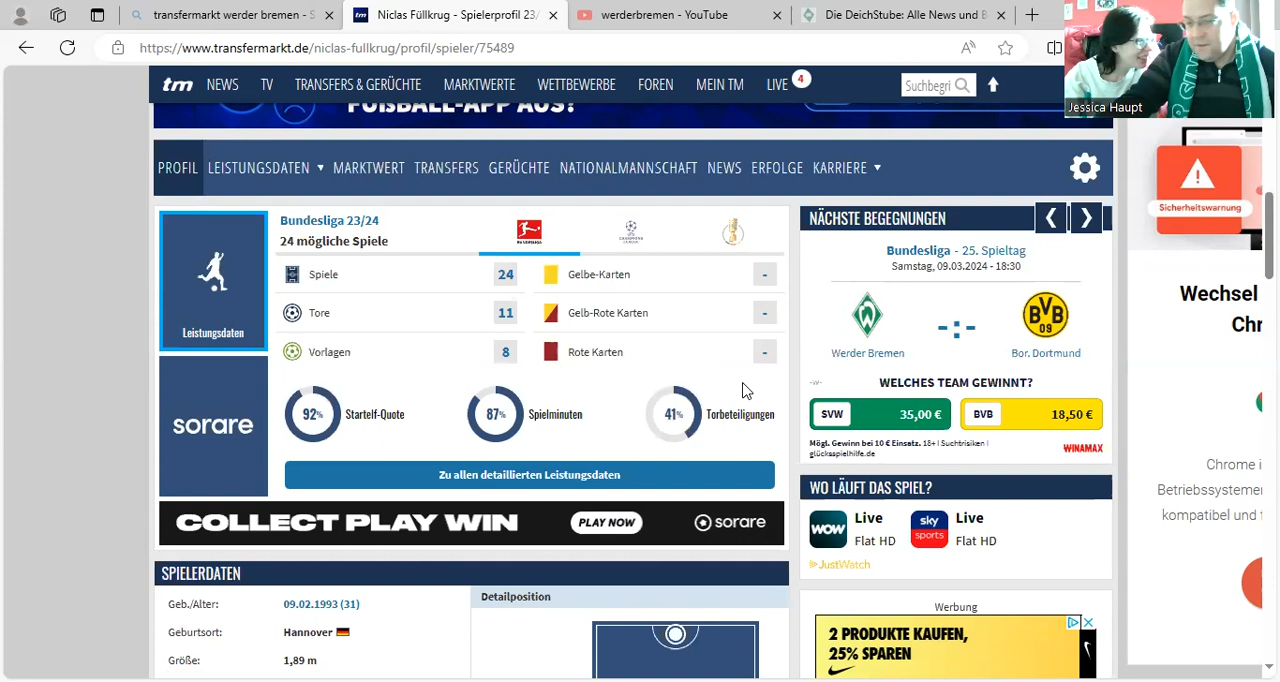 transfermarkt werder bremen - S
Niclas Füllkrug - Spielerprofil 23/
werderbremen - YouTube
Die DeichStube: Alle News und B
https://www.transfermarkt.de/niclas-fullkrug/profil/spieler/75489
Jessica Haupt
tm NEWS TV TRANSFERS & GERÜCHTE MARKTWERTE WETTBEWERBE FOREN MEIN TM LIVE 4 Suchbegri
FUßBALL-APP AUS!
PROFIL LEISTUNGSDATEN MARKTWERT TRANSFERS GERÜCHTE NATIONALMANNSCHAFT NEWS ERFOLGE KARRIERE
Leistungsdaten
sorare
Bundesliga 23/24
24 mögliche Spiele
Spiele 24 Gelbe-Karten -
Tore 11 Gelb-Rote Karten -
Vorlagen 8 Rote Karten -
92% Startelf-Quote 87% Spielminuten 41% Torbeteiligungen
Zu allen detaillierten Leistungsdaten
COLLECT PLAY WIN PLAY NOW sorare
SPIELERDATEN
Geb./Alter: 09.02.1993 (31)
Geburtsort: Hannover
Größe: 1,89 m
Detailposition
NÄCHSTE BEGEGNUNGEN
Bundesliga - 25. Spieltag
Samstag, 09.03.2024 - 18:30
-:-
BVB 09
Werder Bremen Bor. Dortmund
-w- WELCHES TEAM GEWINNT?
SVW 35,00 € BVB 18,50 €
Mögl. Gewinn bei 10 € Einsatz. 18+ | Suchtrisiken |
glücksspielhilfe.de
WINAMAX
WO LÄUFT DAS SPIEL?
WOW Live
Flat HD
sky sports Live
Flat HD
JustWatch
Werbung
2 PRODUKTE KAUFEN,
25% SPAREN
Sicherheitswarnung
Wechsel
Chr
Chrome i
Betriebssysteme
kompatibel und f